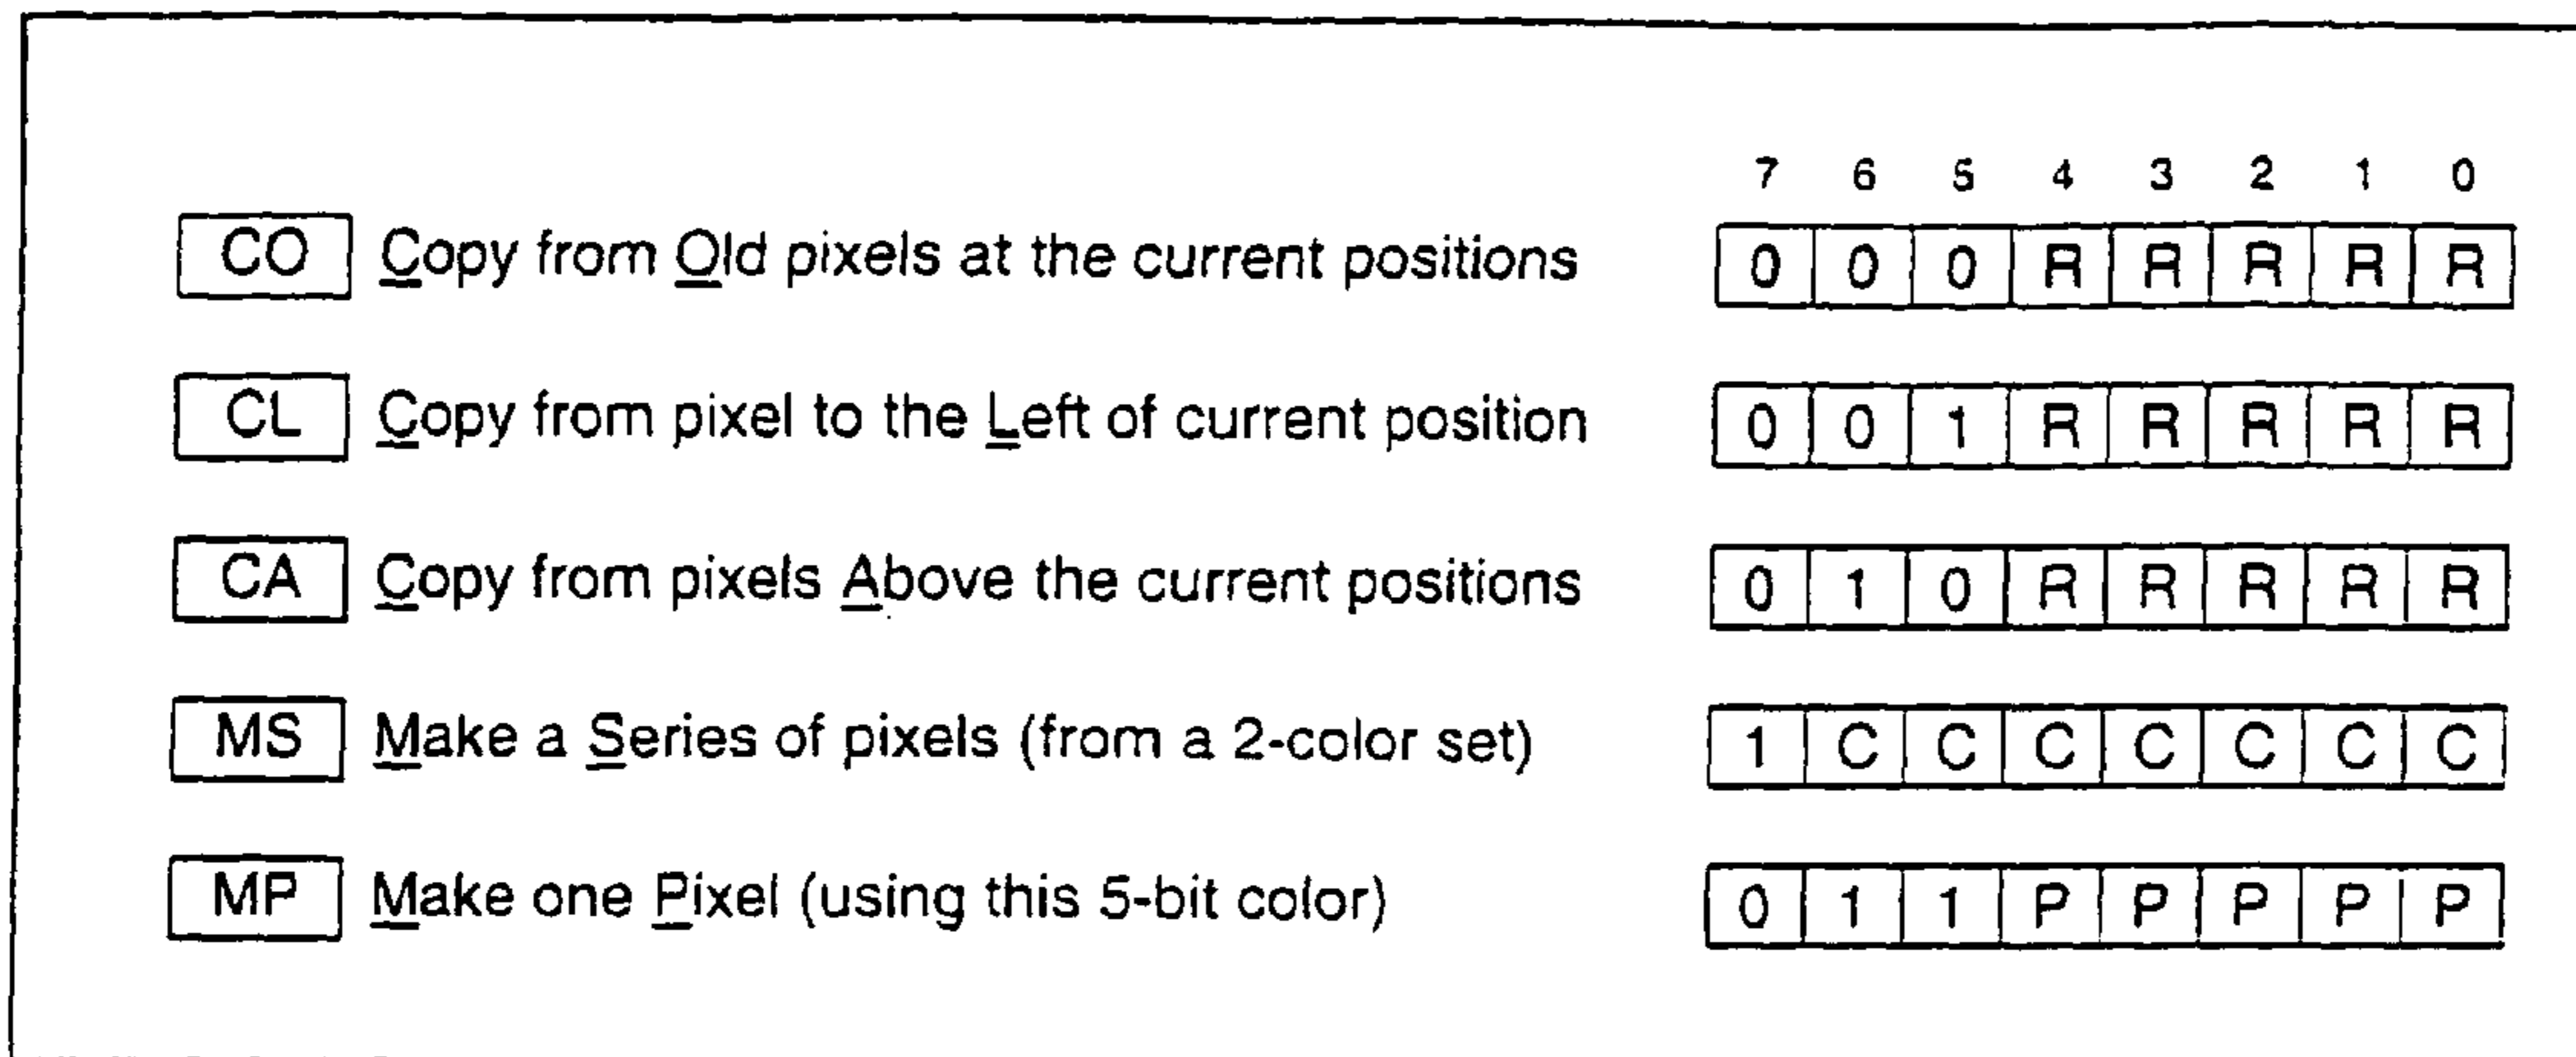 7 6 5 4 3 2 1 0
CO Copy from Old pixels at the current positions 0 0 0 R R R R R
CL Copy from pixel to the Left of current position 0 0 1 R R R R R
CA Copy from pixels Above the current positions 0 1 0 R R R R R
MS Make a Series of pixels (from a 2-color set) 1 C C C C C C C
MP Make one Pixel (using this 5-bit color) 0 1 1 P P P P P